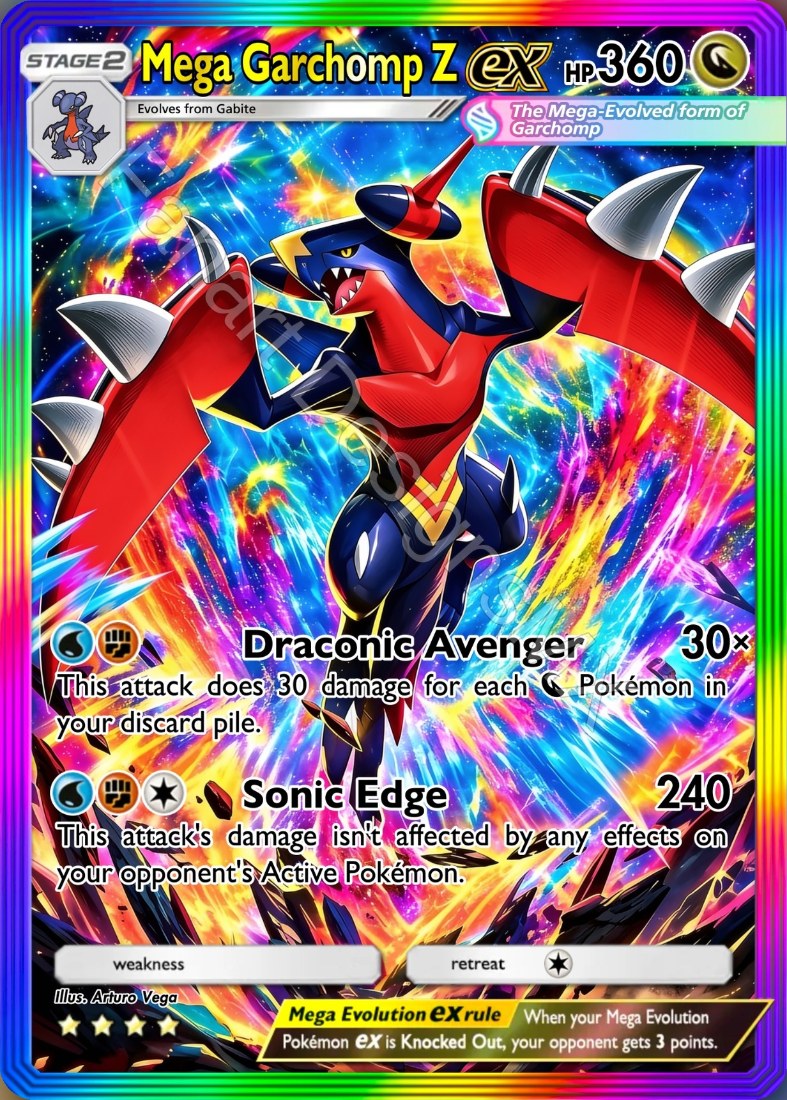 STAGE2
Mega Garchomp Z ex HP360
Evolves from Gabite
The Mega-Evolved form of
Garchomp
Fanart Designs
Draconic Avenger 30×
This attack does 30 damage for each Pokémon in
your discard pile.
Sonic Edge 240
This attack's damage isn't affected by any effects on
your opponent's Active Pokémon.
weakness
retreat
Illus. Arturo Vega
Mega Evolution ex rule When your Mega Evolution
Pokémon ex is Knocked Out, your opponent gets 3 points.